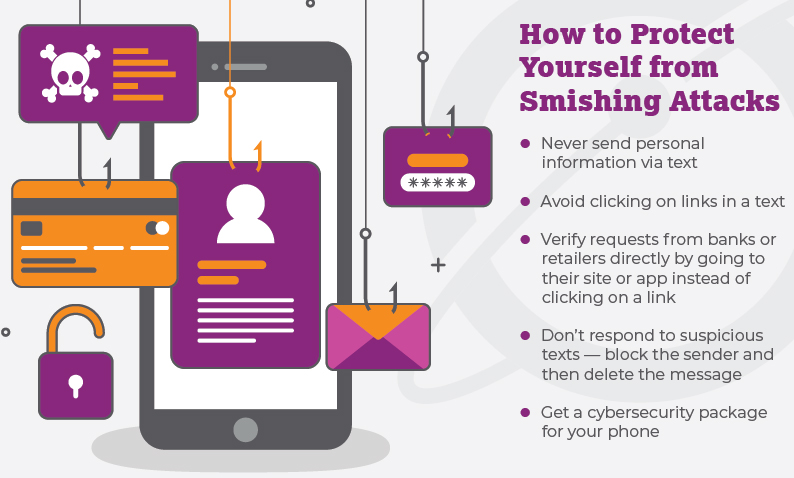 How to Protect
Yourself from
Smishing Attacks
● Never send personal
information via text
● Avoid clicking on links in a text
● Verify requests from banks or
retailers directly by going to
their site or app instead of
clicking on a link
● Don’t respond to suspicious
texts — block the sender and
then delete the message
● Get a cybersecurity package
for your phone
*****